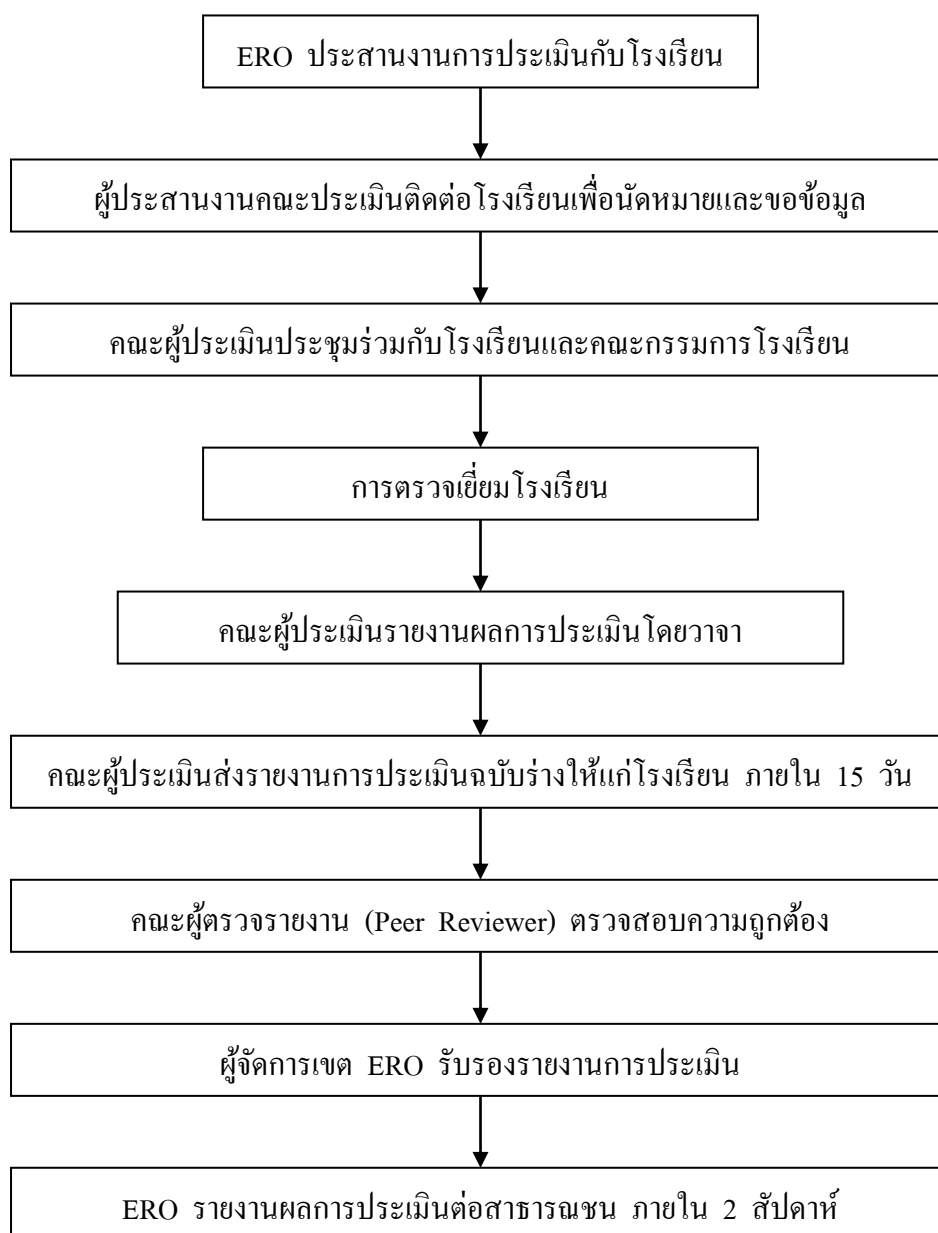 ERO ประสานงานการประเมินกับโรงเรียน
ผู้ประสานงานคณะประเมินติดต่อโรงเรียนเพื่อนัดหมายและขอข้อมูล
คณะผู้ประเมินประชุมร่วมกับโรงเรียนและคณะกรรมการโรงเรียน
การตรวจเยี่ยมโรงเรียน
คณะผู้ประเมินรายงานผลการประเมินโดยวาจา
คณะผู้ประเมินส่งรายงานการประเมินฉบับร่างให้แก่โรงเรียน ภายใน 15 วัน
คณะผู้ตรวจรายงาน (Peer Reviewer) ตรวจสอบความถูกต้อง
ผู้จัดการเขต ERO รับรองรายงานการประเมิน
ERO รายงานผลการประเมินต่อสาธารณชน ภายใน 2 สัปดาห์